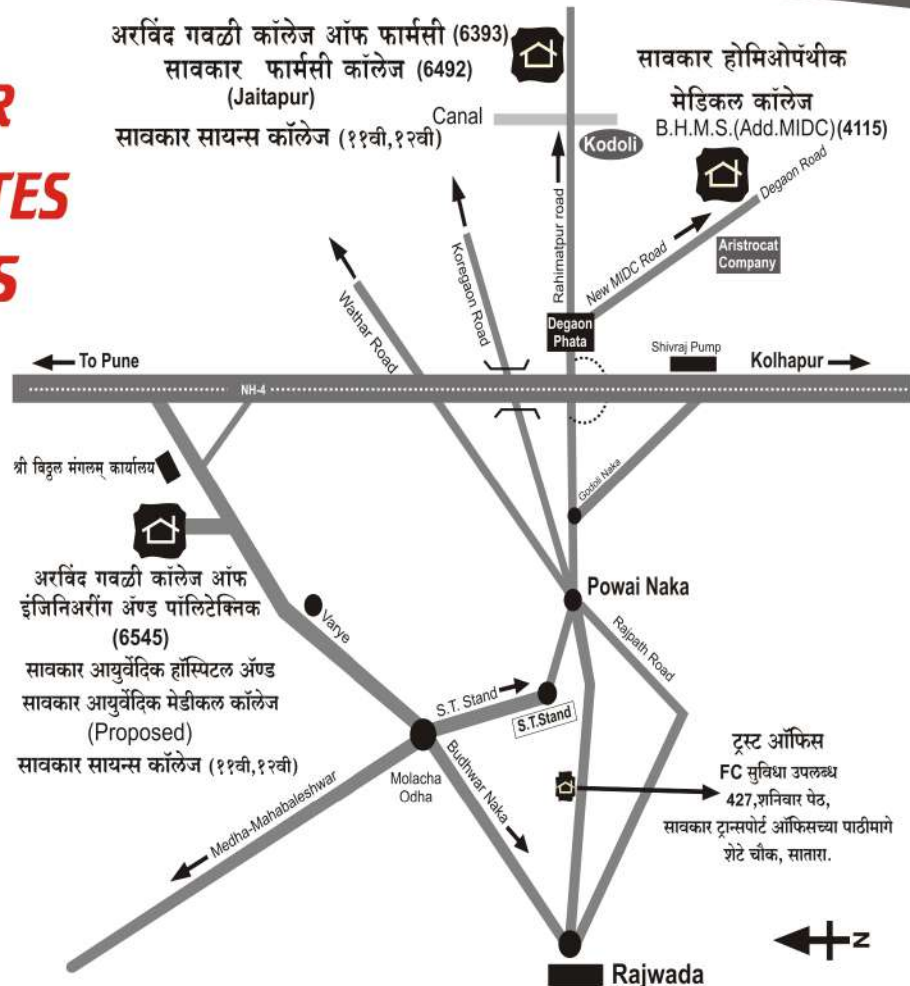 R
TES
S
अरविंद गवळी कॉलेज ऑफ फार्मसी (6393)
सावकार फार्मसी कॉलेज (6492)
(Jaitapur)
सावकार सायन्स कॉलेज (११वी,१२वी)
Canal
Kodoli
सावकार होमिओपॅथीक
मेडिकल कॉलेज
B.H.M.S.(Add.MIDC)(4115)
Degaon Road
New MIDC Road
Aristrocat
Company
Rahimatpur road
Koregaon Road
Wathar Road
Degaon
Phata
Shivraj Pump
To Pune
Kolhapur
NH-4
श्री विठ्ठल मंगलम् कार्यालय
Godoli Naka
अरविंद गवळी कॉलेज ऑफ
इंजिनिअरींग ॲण्ड पॉलिटेक्निक
(6545)
सावकार आयुर्वेदिक हॉस्पिटल ॲण्ड
सावकार आयुर्वेदिक मेडीकल कॉलेज
(Proposed)
सावकार सायन्स कॉलेज (११वी,१२वी)
Varye
Powai Naka
Rajpath Road
S.T. Stand
S.T.Stand
Molacha
Odha
Budhwar Naka
Medha-Mahabaleshwar
ट्रस्ट ऑफिस
FC सुविधा उपलब्ध
427,शनिवार पेठ,
सावकार ट्रान्सपोर्ट ऑफिसच्या पाठीमागे
शेटे चौक, सातारा.
N
Rajwada